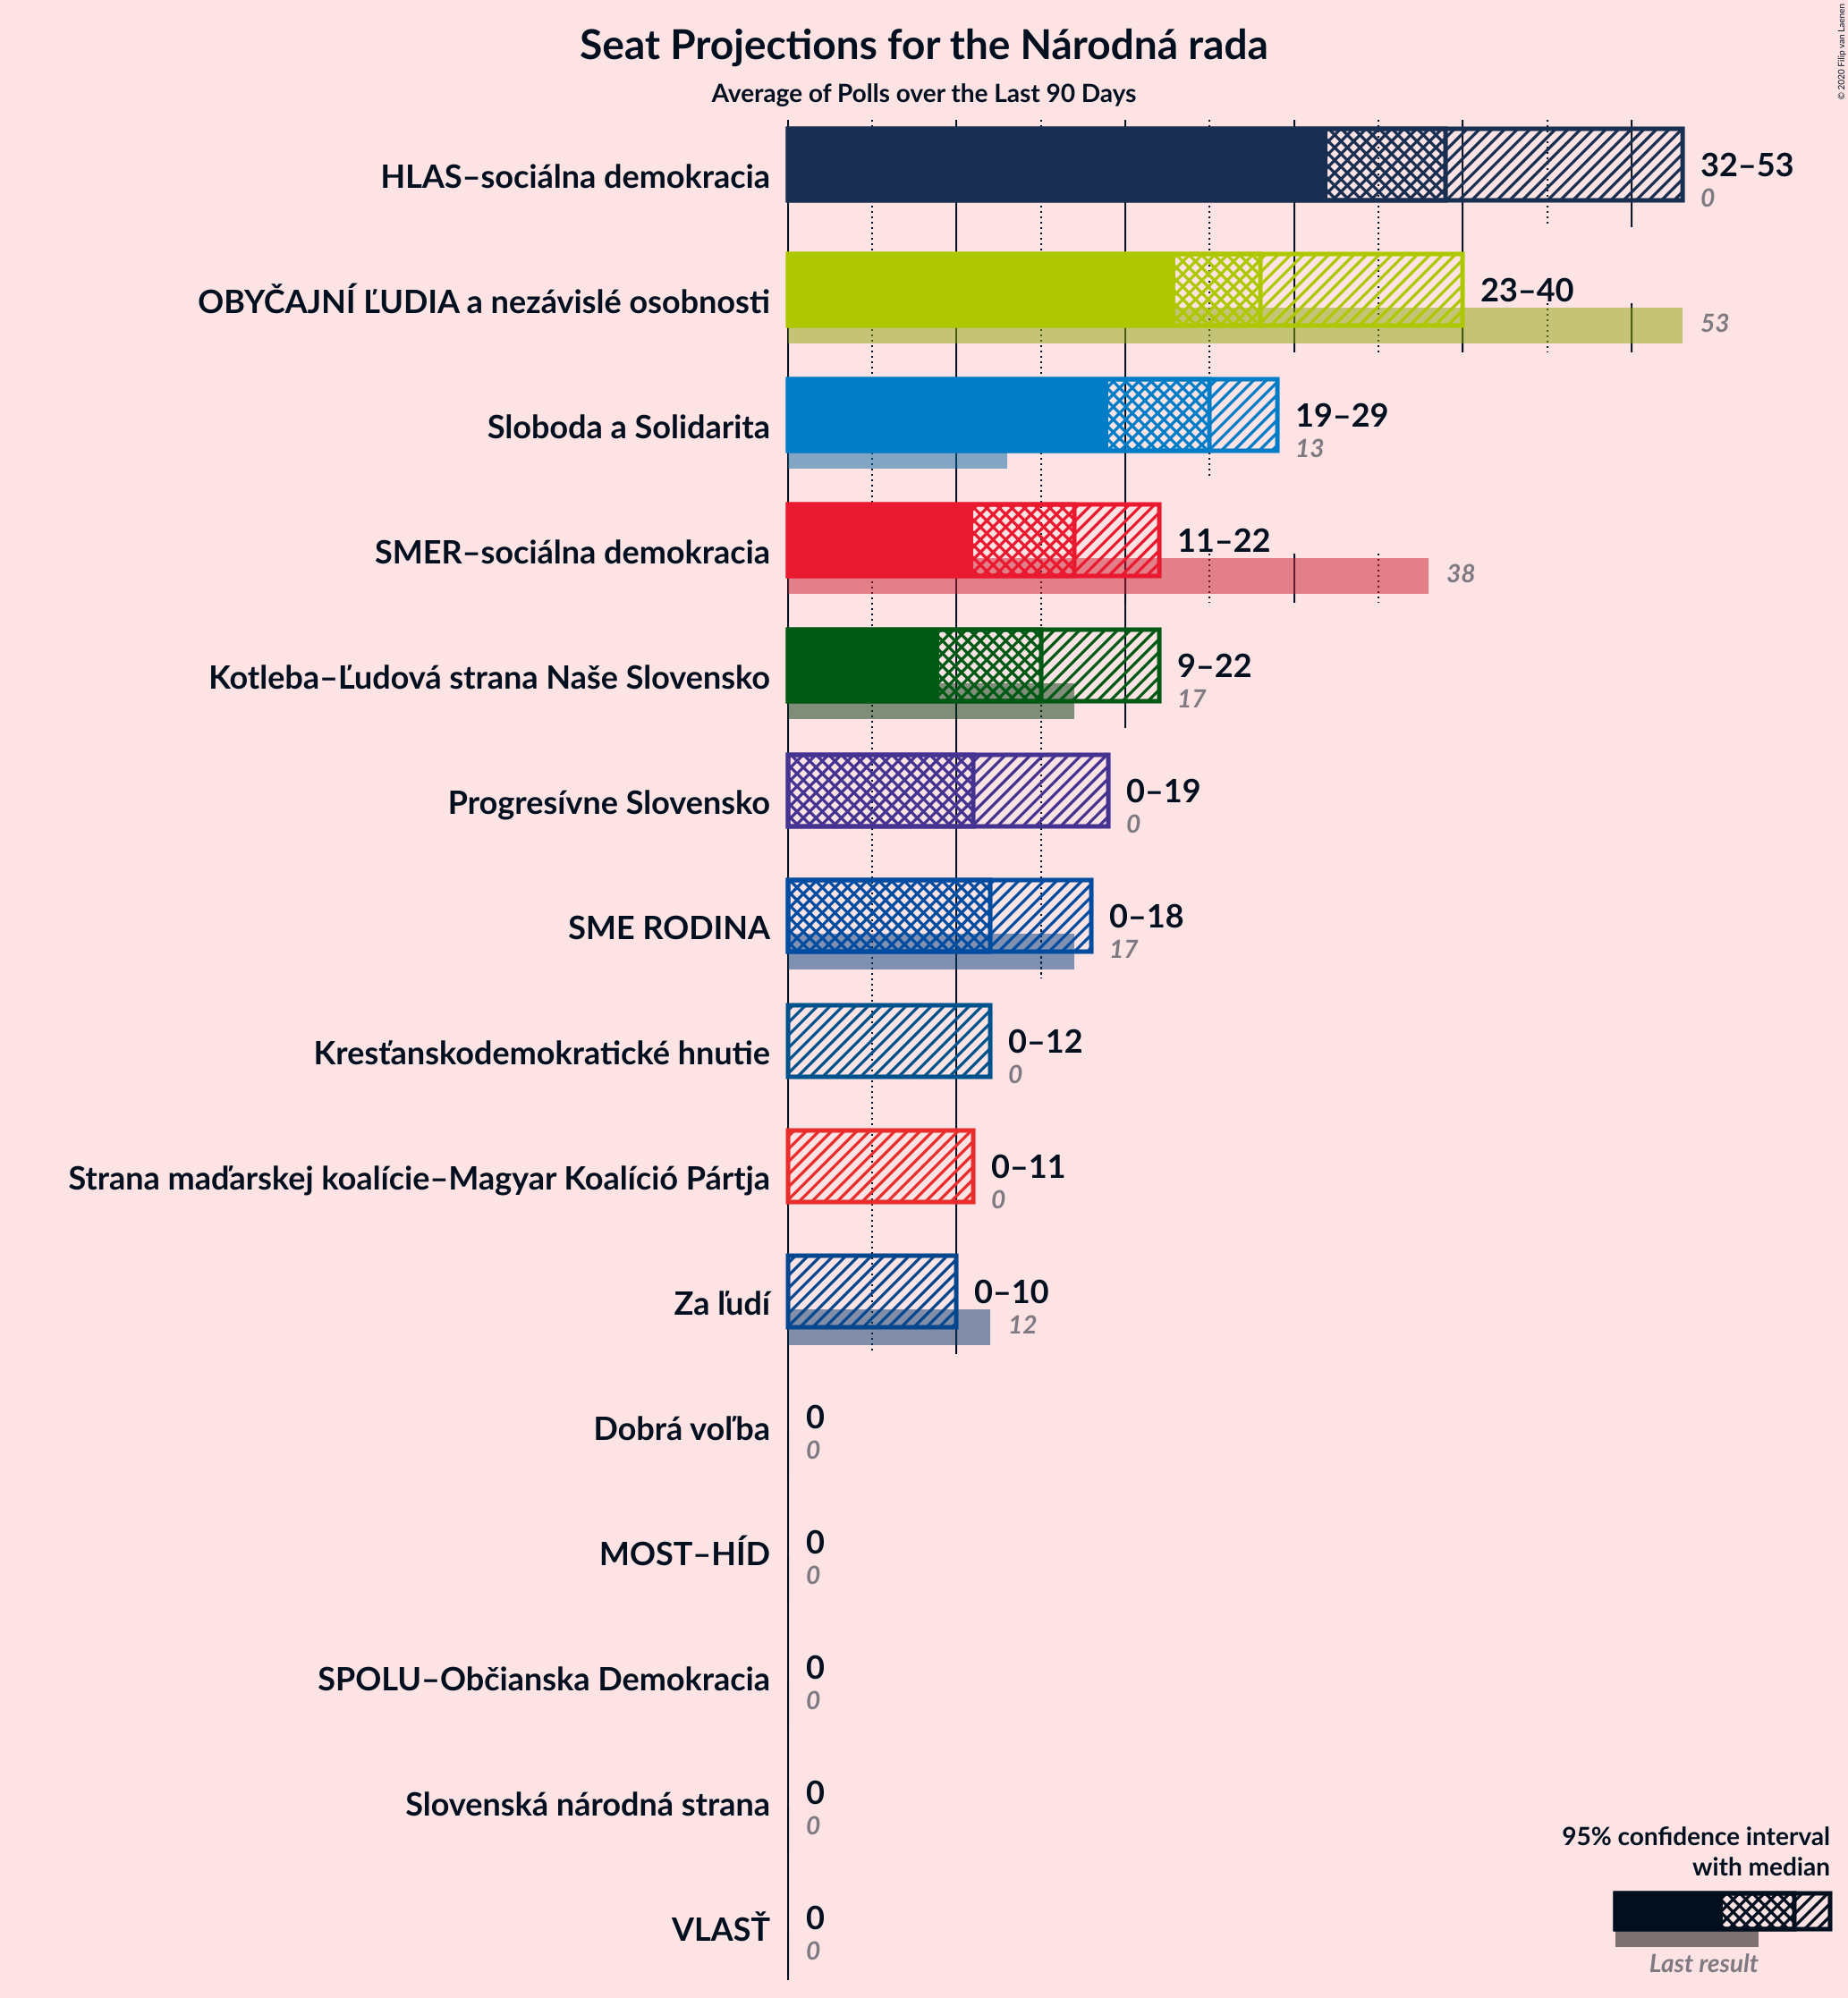 Seat Projections for the Národná rada
Average of Polls over the Last 90 Days
© 2020 Filip van Laenen
HLAS–sociálna demokracia
32–53
0
OBYČAJNÍ ĽUDIA a nezávislé osobnosti
23–40
53
Sloboda a Solidarita
19–29
13
SMER–sociálna demokracia
11–22
38
Kotleba–Ľudová strana Naše Slovensko
9–22
17
Progresívne Slovensko
0–19
0
SME RODINA
0–18
17
Kresťanskodemokratické hnutie
0–12
0
Strana maďarskej koalície–Magyar Koalíció Pártja
0–11
0
Za ľudí
0–10
12
Dobrá voľba
0
0
MOST–HÍD
0
0
SPOLU–Občianska Demokracia
0
0
Slovenská národná strana
0
0
VLASŤ
0
0
95% confidence interval
with median
Last result